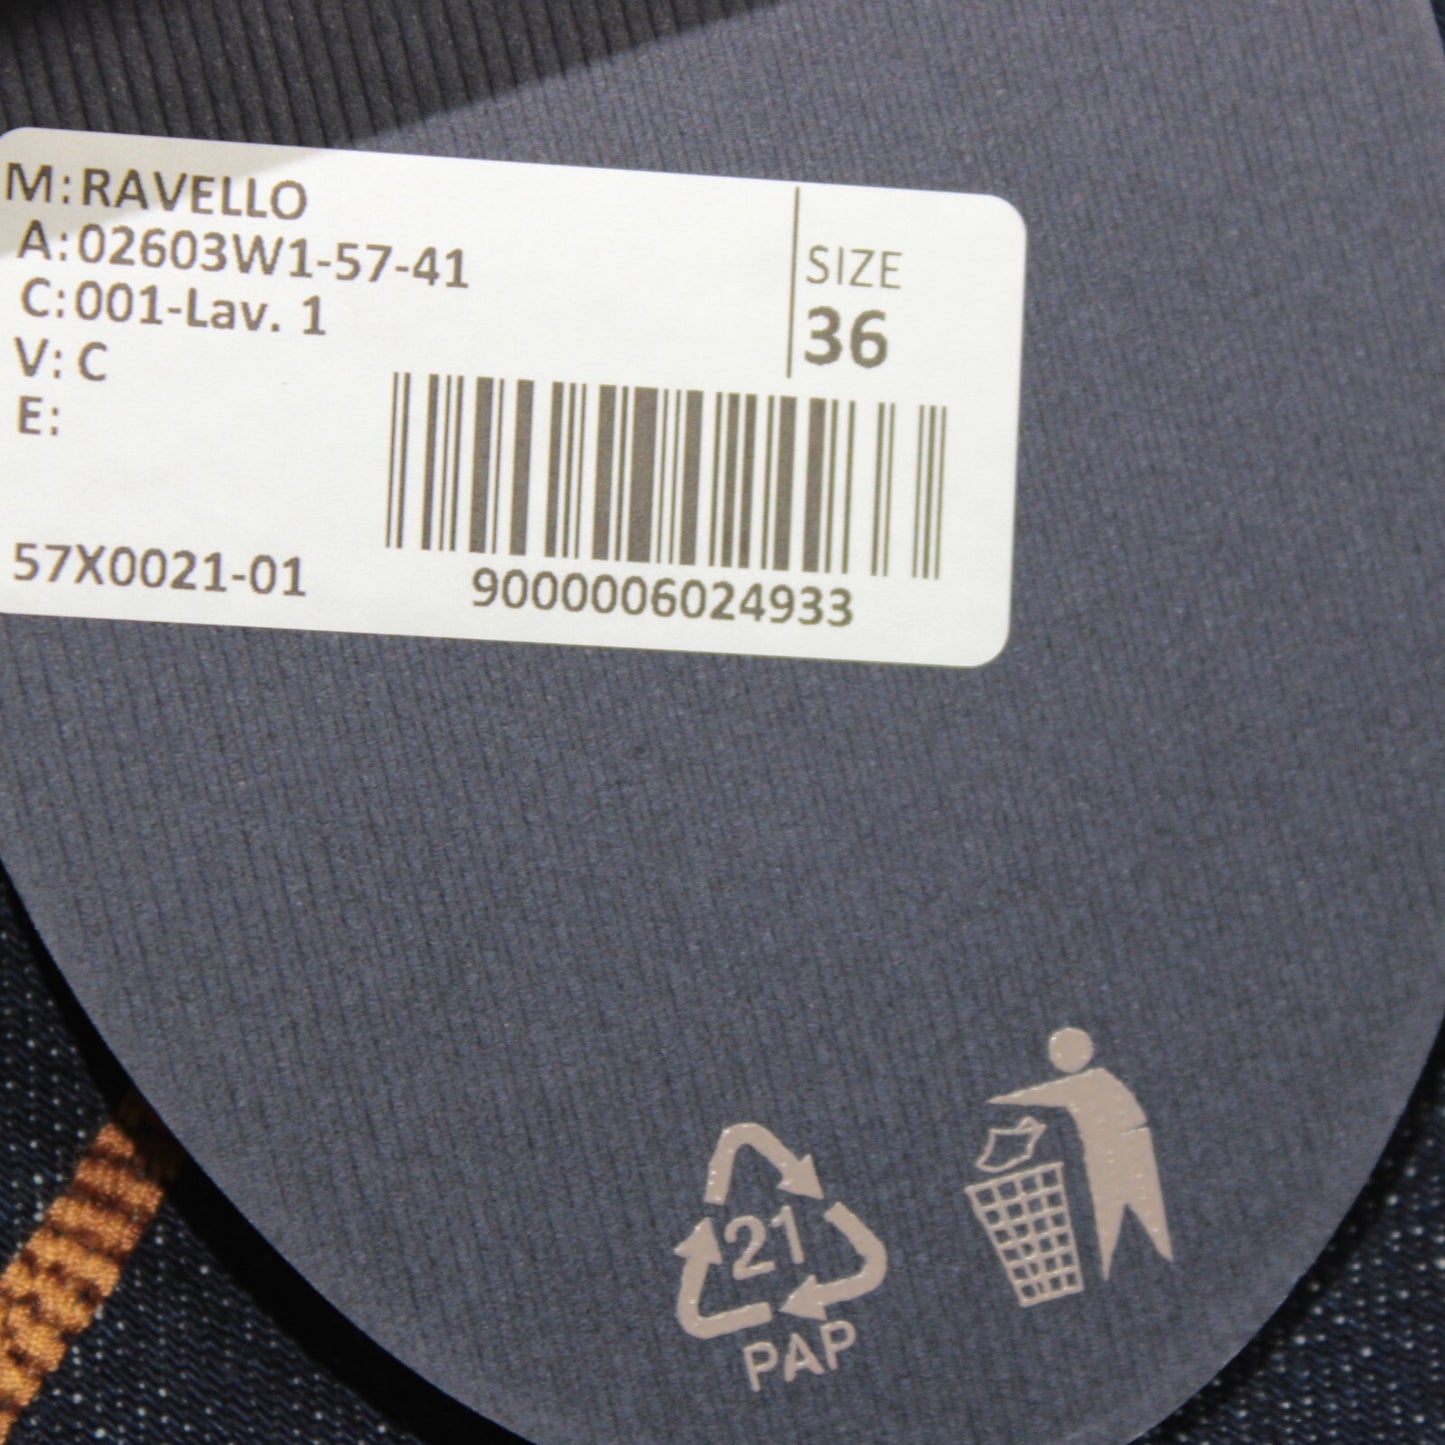 M: RAVELLO
A: 02603W1-57-41
C: 001-Lav. 1
V: C
E:
SIZE
36
57X0021-01
9000006024933
21
PAP